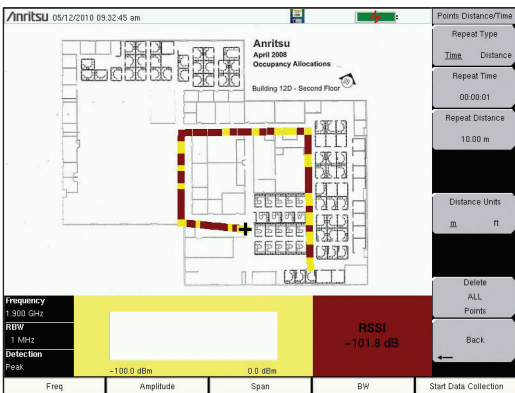 Anritsu 05/12/2010 09:32:45 am
Points Distance/Time
Repeat Type
Time Distance
Repeat Time
00:00:01
Repeat Distance
10.00 m
Distance Units
m ft
Delete
ALL
Points
Back
Anritsu
April 2008
Occupancy Allocations
Building 12D - Second Floor
Frequency
1.900 GHz
RBW
1 MHz
Detection
Peak
-100.0 dBm 0.0 dBm
RSSI
-101.8 dB
Freq Amplitude Span BW Start Data Collection